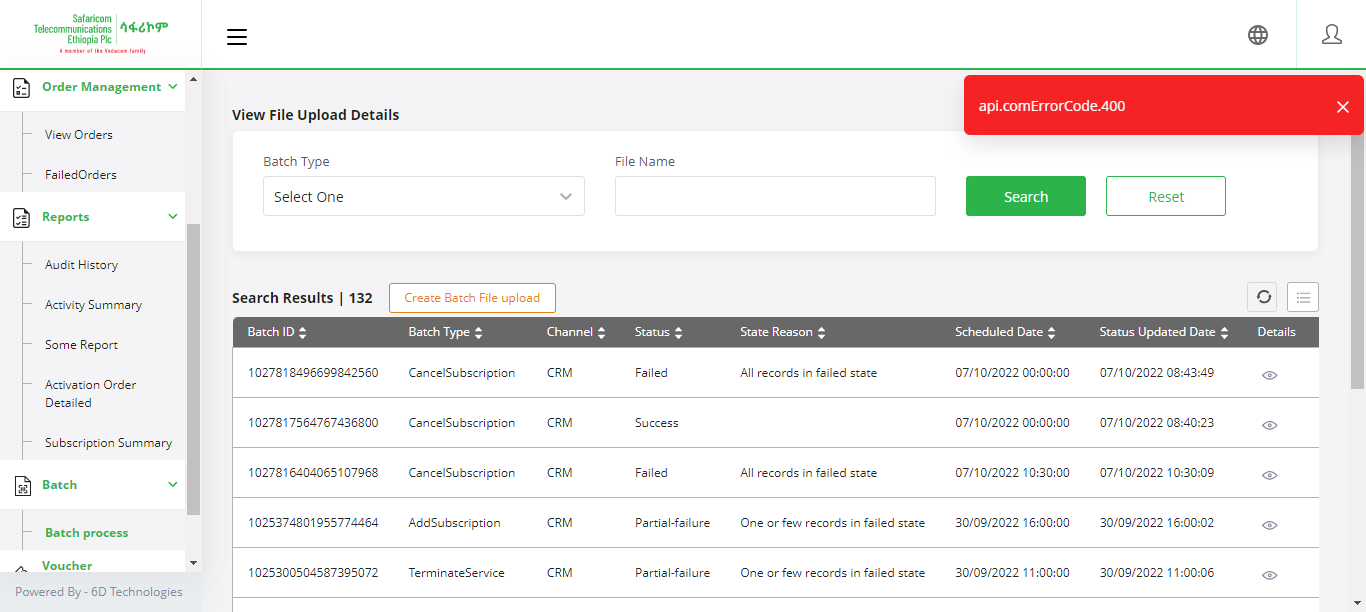 Safaricom
Telecommunications
Ethiopia Plc
ሳፋሪኮም
A member of the Vodacom family
Order Management
View Orders
FailedOrders
Reports
Audit History
Activity Summary
Some Report
Activation Order
Detailed
Subscription Summary
Batch
Batch process
Voucher
Powered By - 6D Technologies
api.comErrorCode.400
View File Upload Details
Batch Type
File Name
Select One
Search
Reset
Search Results | 132
Create Batch File upload
Batch ID Batch Type Channel Status State Reason Scheduled Date Status Updated Date Details
1027818496699842560 CancelSubscription CRM Failed All records in failed state 07/10/2022 00:00:00 07/10/2022 08:43:49
1027817564767436800 CancelSubscription CRM Success 07/10/2022 00:00:00 07/10/2022 08:40:23
1027816404065107968 CancelSubscription CRM Failed All records in failed state 07/10/2022 10:30:00 07/10/2022 10:30:09
1025374801955774464 AddSubscription CRM Partial-failure One or few records in failed state 30/09/2022 16:00:00 30/09/2022 16:00:02
1025300504587395072 TerminateService CRM Partial-failure One or few records in failed state 30/09/2022 11:00:00 30/09/2022 11:00:06